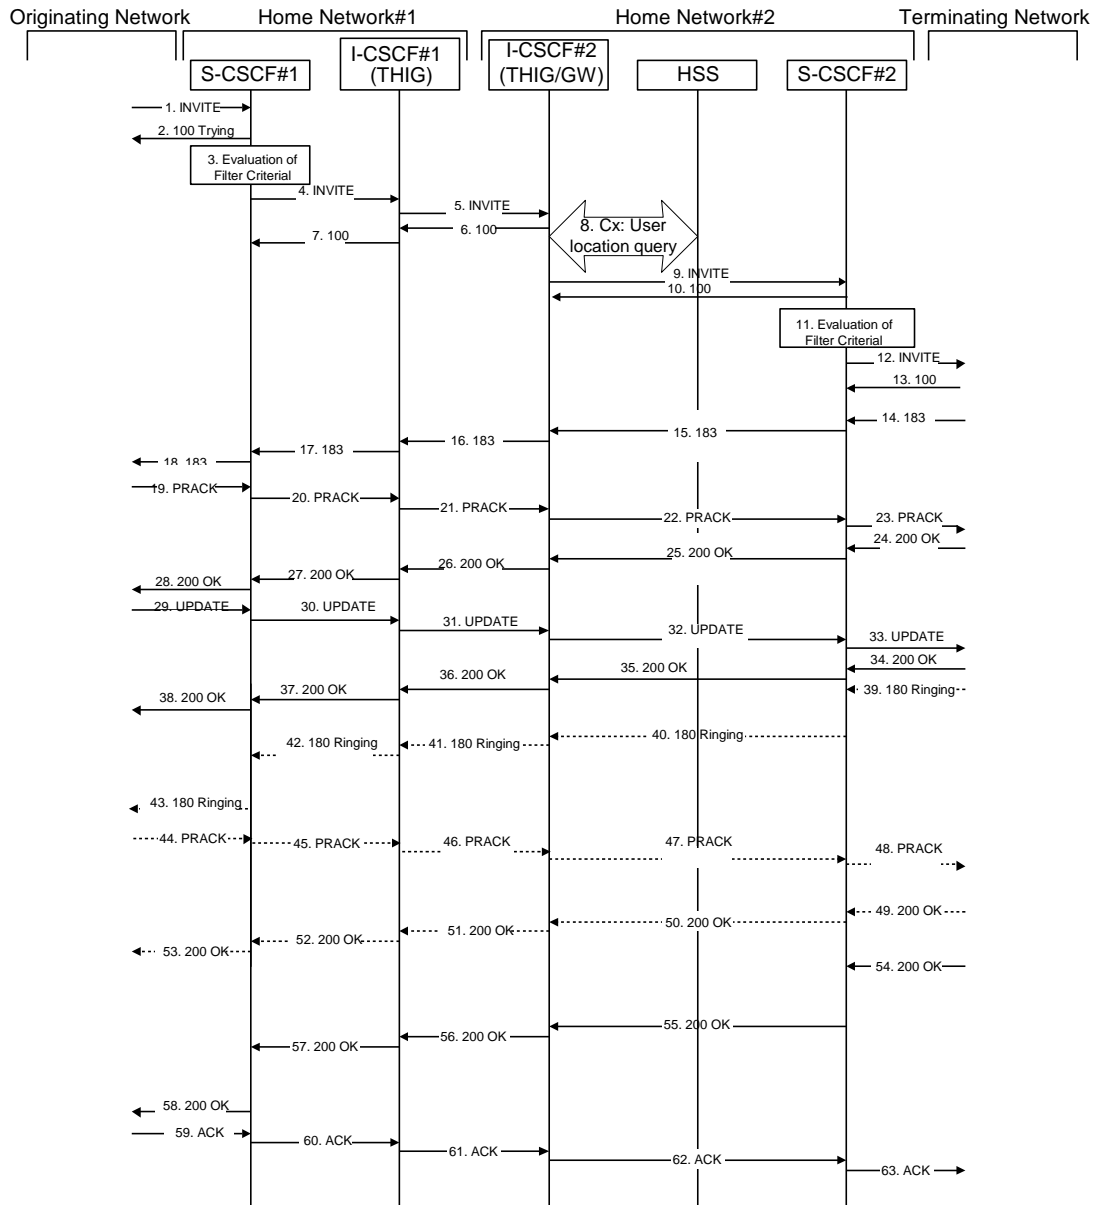 Originating Network
Home Network#1
Home Network#2
Terminating Network
S-CSCF#1
I-CSCF#1
(THIG)
I-CSCF#2
(THIG/GW)
HSS
S-CSCF#2
1. INVITE
2. 100 Trying
3. Evaluation of
Filter Criterial
4. INVITE
5. INVITE
6. 100
7. 100
8. Cx: User
location query
9. INVITE
10. 100
11. Evaluation of
Filter Criterial
12. INVITE
13. 100
14. 183
15. 183
16. 183
17. 183
18. 183
19. PRACK
20. PRACK
21. PRACK
22. PRACK
23. PRACK
24. 200 OK
25. 200 OK
26. 200 OK
27. 200 OK
28. 200 OK
29. UPDATE
30. UPDATE
31. UPDATE
32. UPDATE
33. UPDATE
34. 200 OK
35. 200 OK
36. 200 OK
37. 200 OK
38. 200 OK
39. 180 Ringing
40. 180 Ringing
41. 180 Ringing
42. 180 Ringing
43. 180 Ringing
44. PRACK
45. PRACK
46. PRACK
47. PRACK
48. PRACK
49. 200 OK
50. 200 OK
51. 200 OK
52. 200 OK
53. 200 OK
54. 200 OK
55. 200 OK
56. 200 OK
57. 200 OK
58. 200 OK
59. ACK
60. ACK
61. ACK
62. ACK
63. ACK